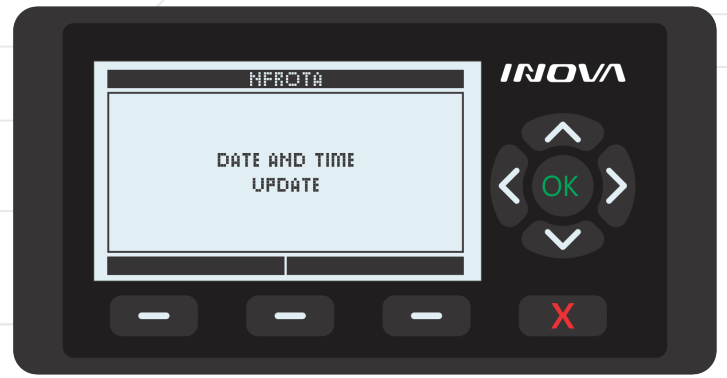 NFROTA
INOVA
DATE AND TIME
UPDATE
OK
X